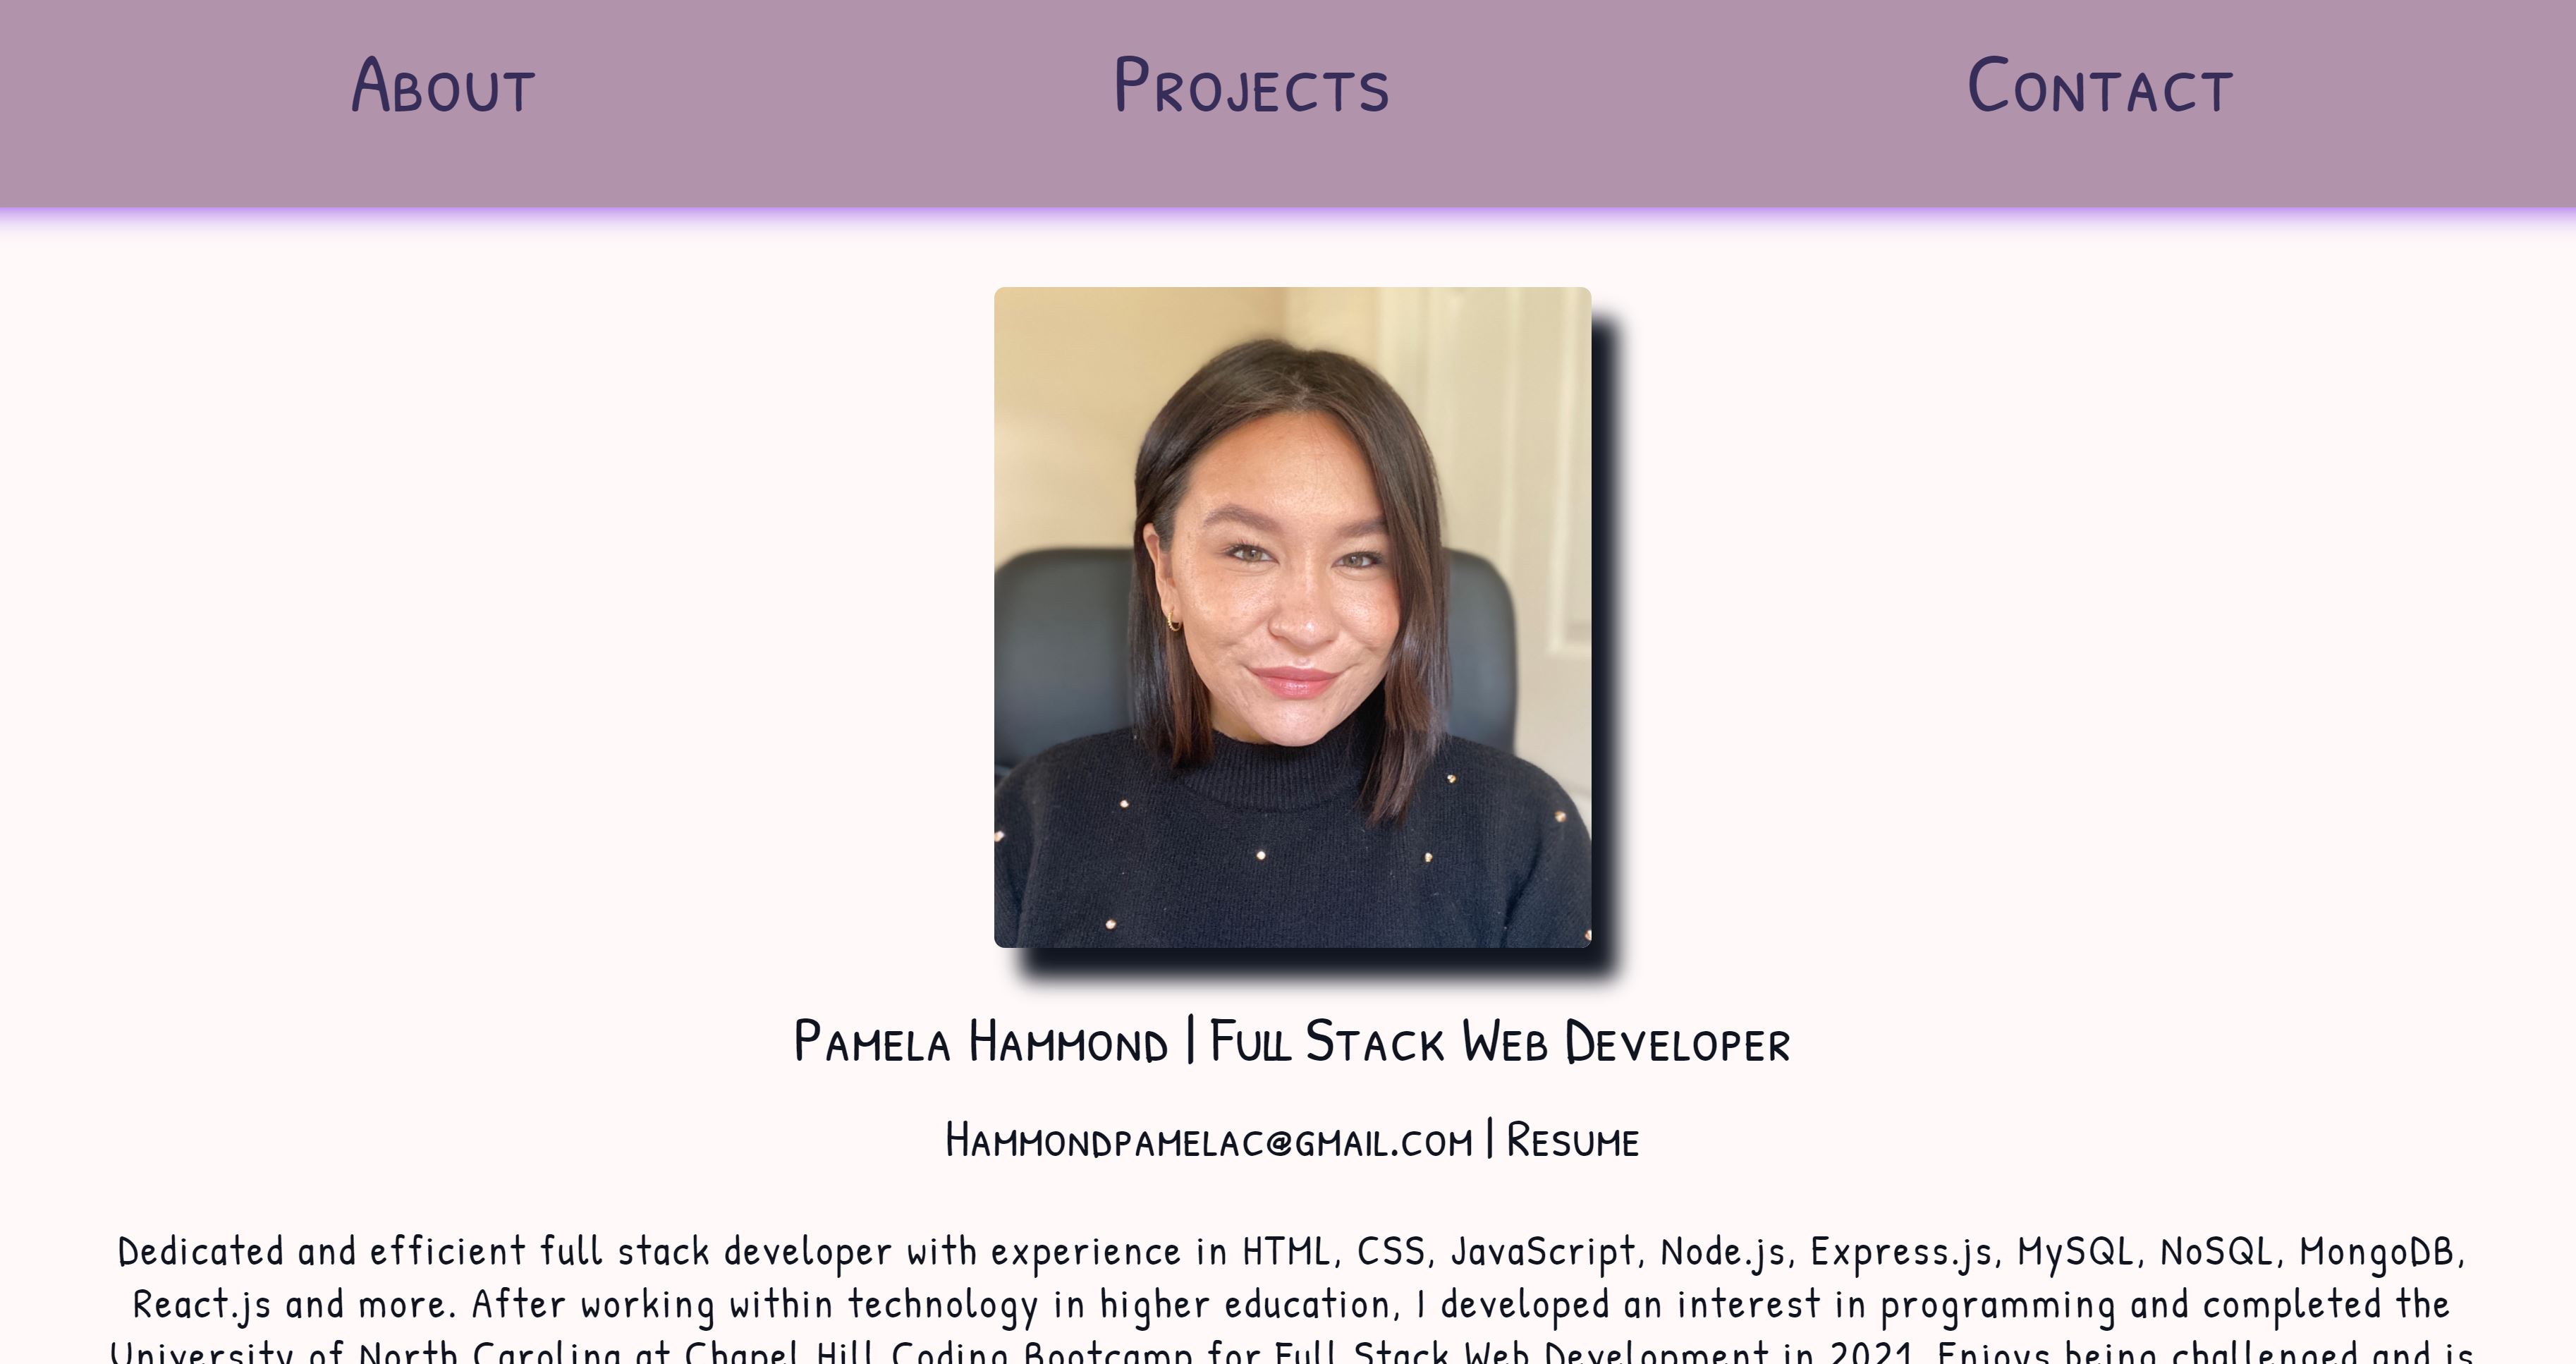 About Projects Contact
Pamela Hammond | Full Stack Web Developer
Hammondpamelac@gmail.com | Resume
Dedicated and efficient full stack developer with experience in HTML, CSS, JavaScript, Node.js, Express.js, MySQL, NoSQL, MongoDB,
React.js and more. After working within technology in higher education, I developed an interest in programming and completed the
University of North Carolina at Chapel Hill Coding Bootcamp for Full Stack Web Development in 2021. Enjoys being challenged and is